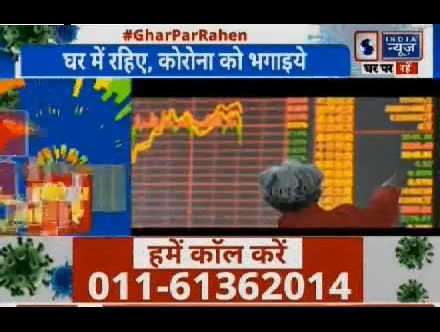 #GharParRahen
घर में रहिए, कोरोना को भगाइये
INDIA
न्यूज़
घर पर रहें
हमें कॉल करें
011-61362014